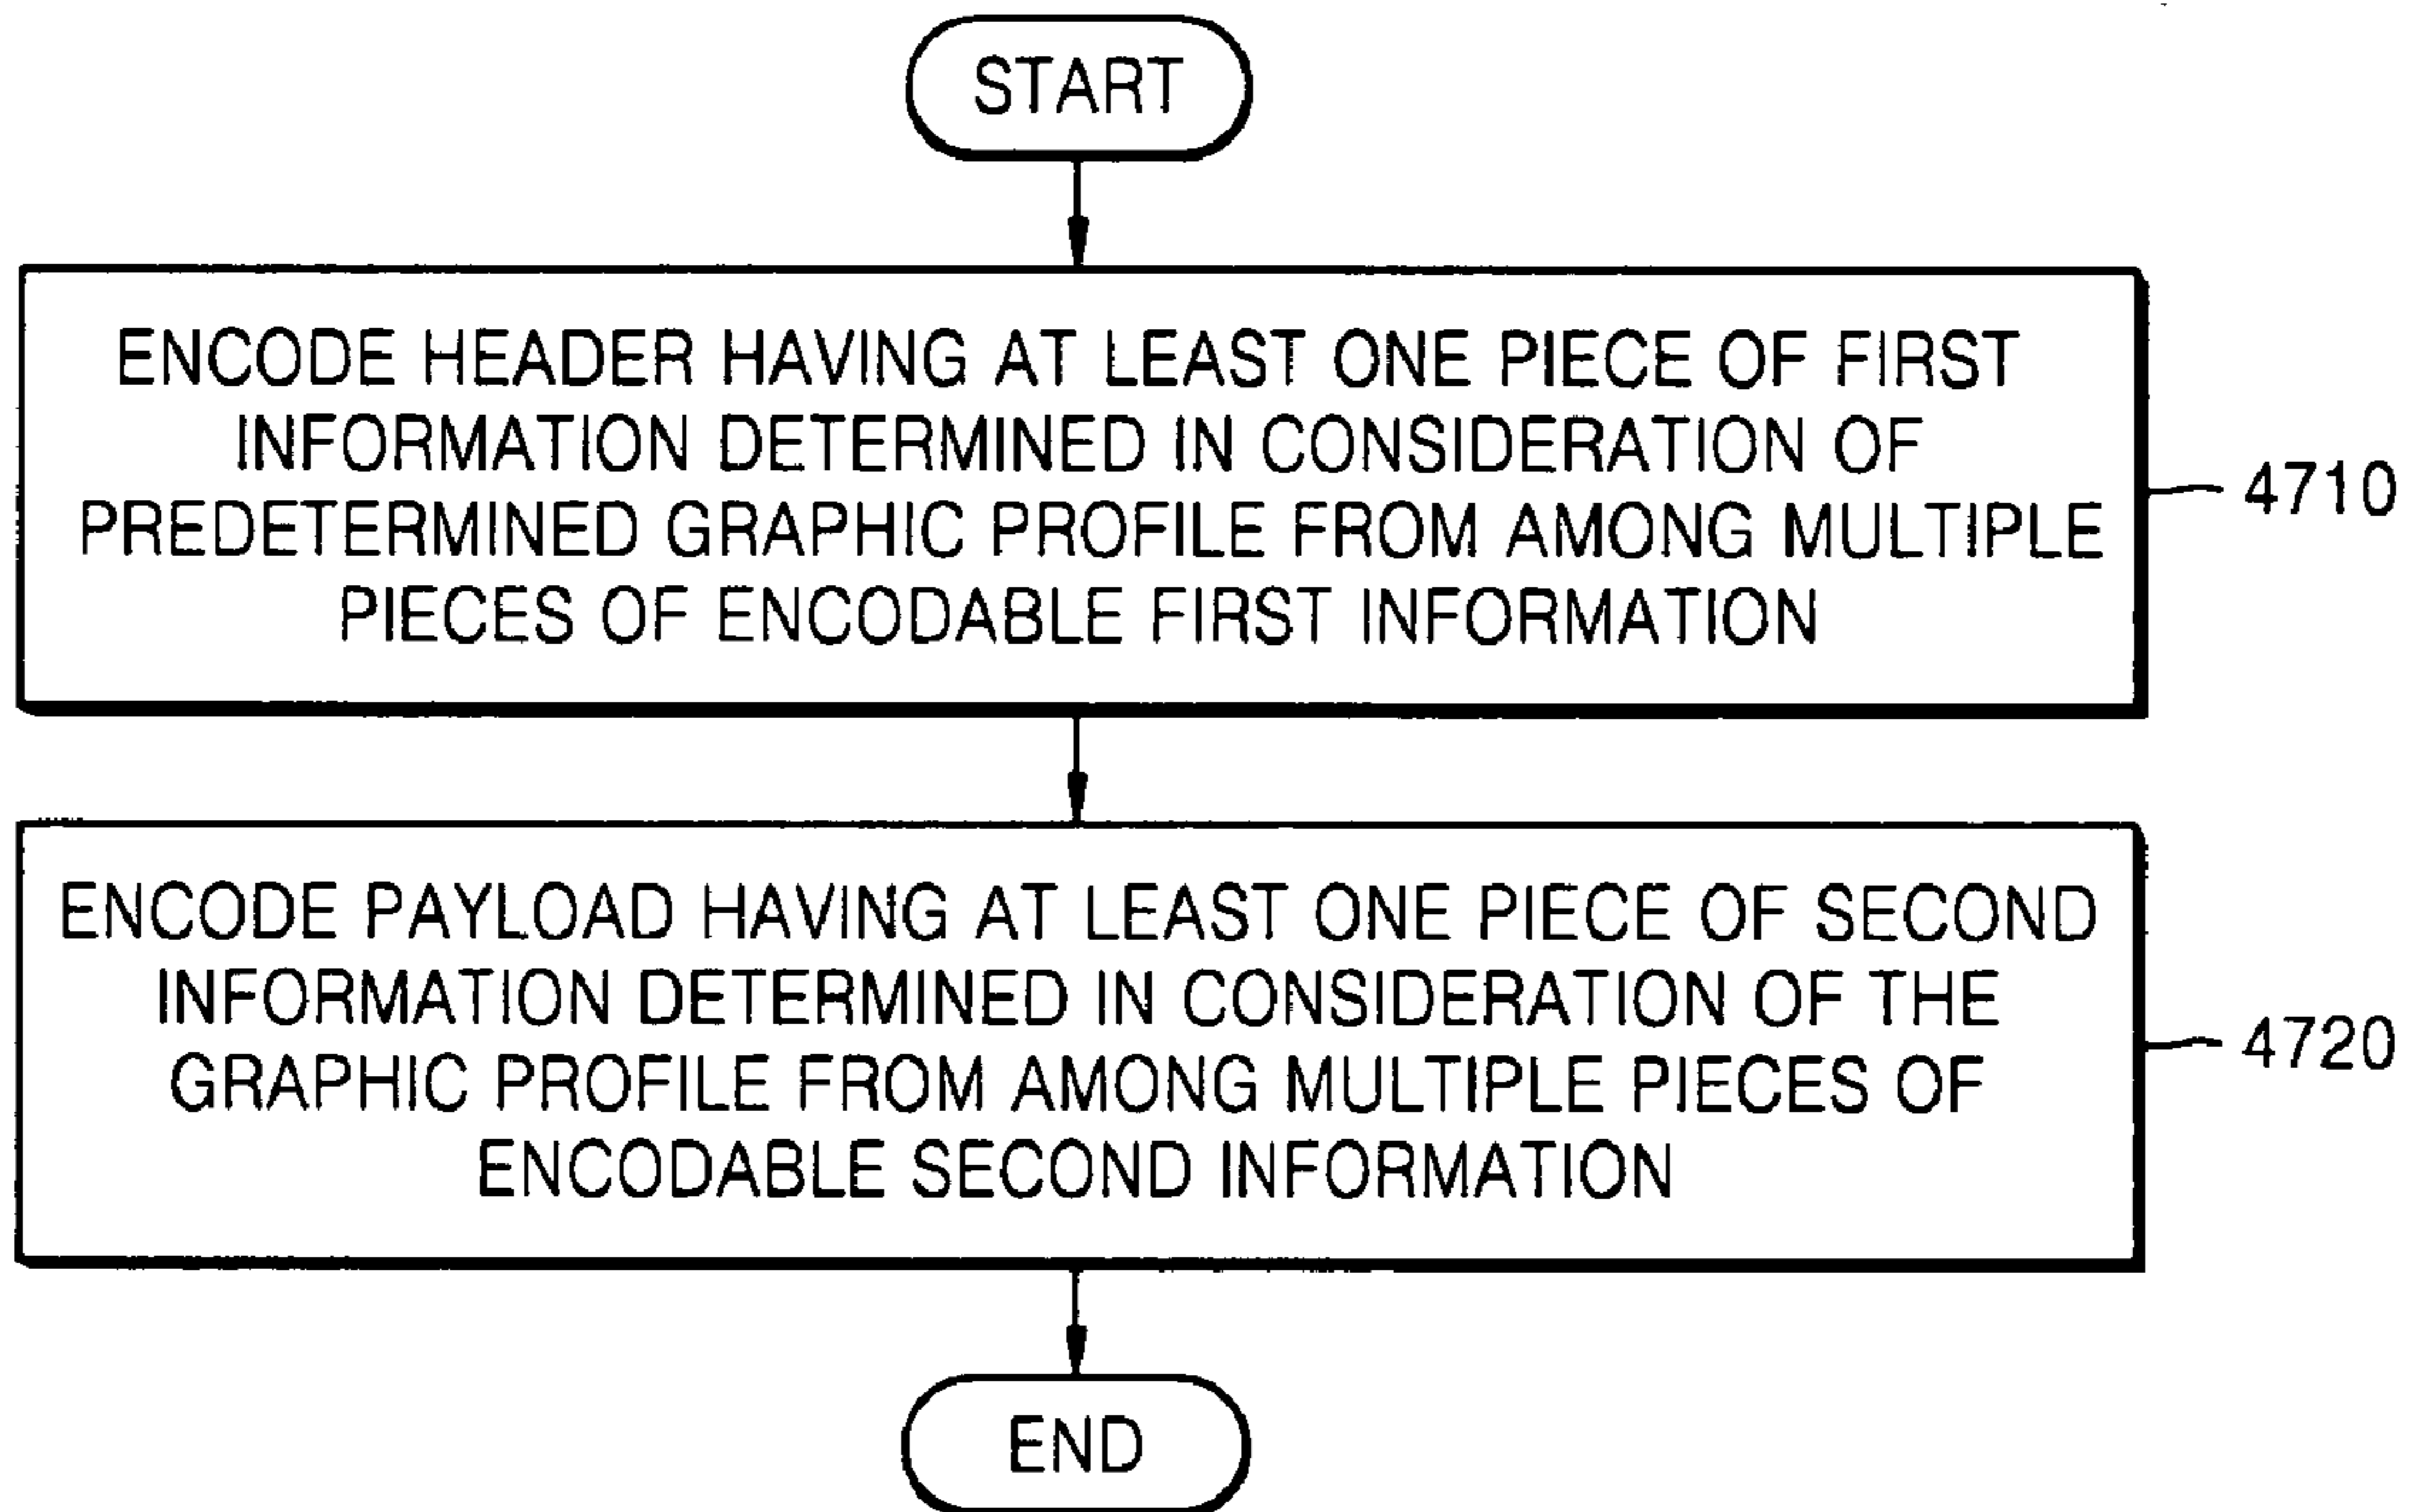 START
ENCODE HEADER HAVING AT LEAST ONE PIECE OF FIRST
INFORMATION DETERMINED IN CONSIDERATION OF
PREDETERMINED GRAPHIC PROFILE FROM AMONG MULTIPLE
PIECES OF ENCODABLE FIRST INFORMATION
4710
ENCODE PAYLOAD HAVING AT LEAST ONE PIECE OF SECOND
INFORMATION DETERMINED IN CONSIDERATION OF THE
GRAPHIC PROFILE FROM AMONG MULTIPLE PIECES OF
ENCODABLE SECOND INFORMATION
4720
END